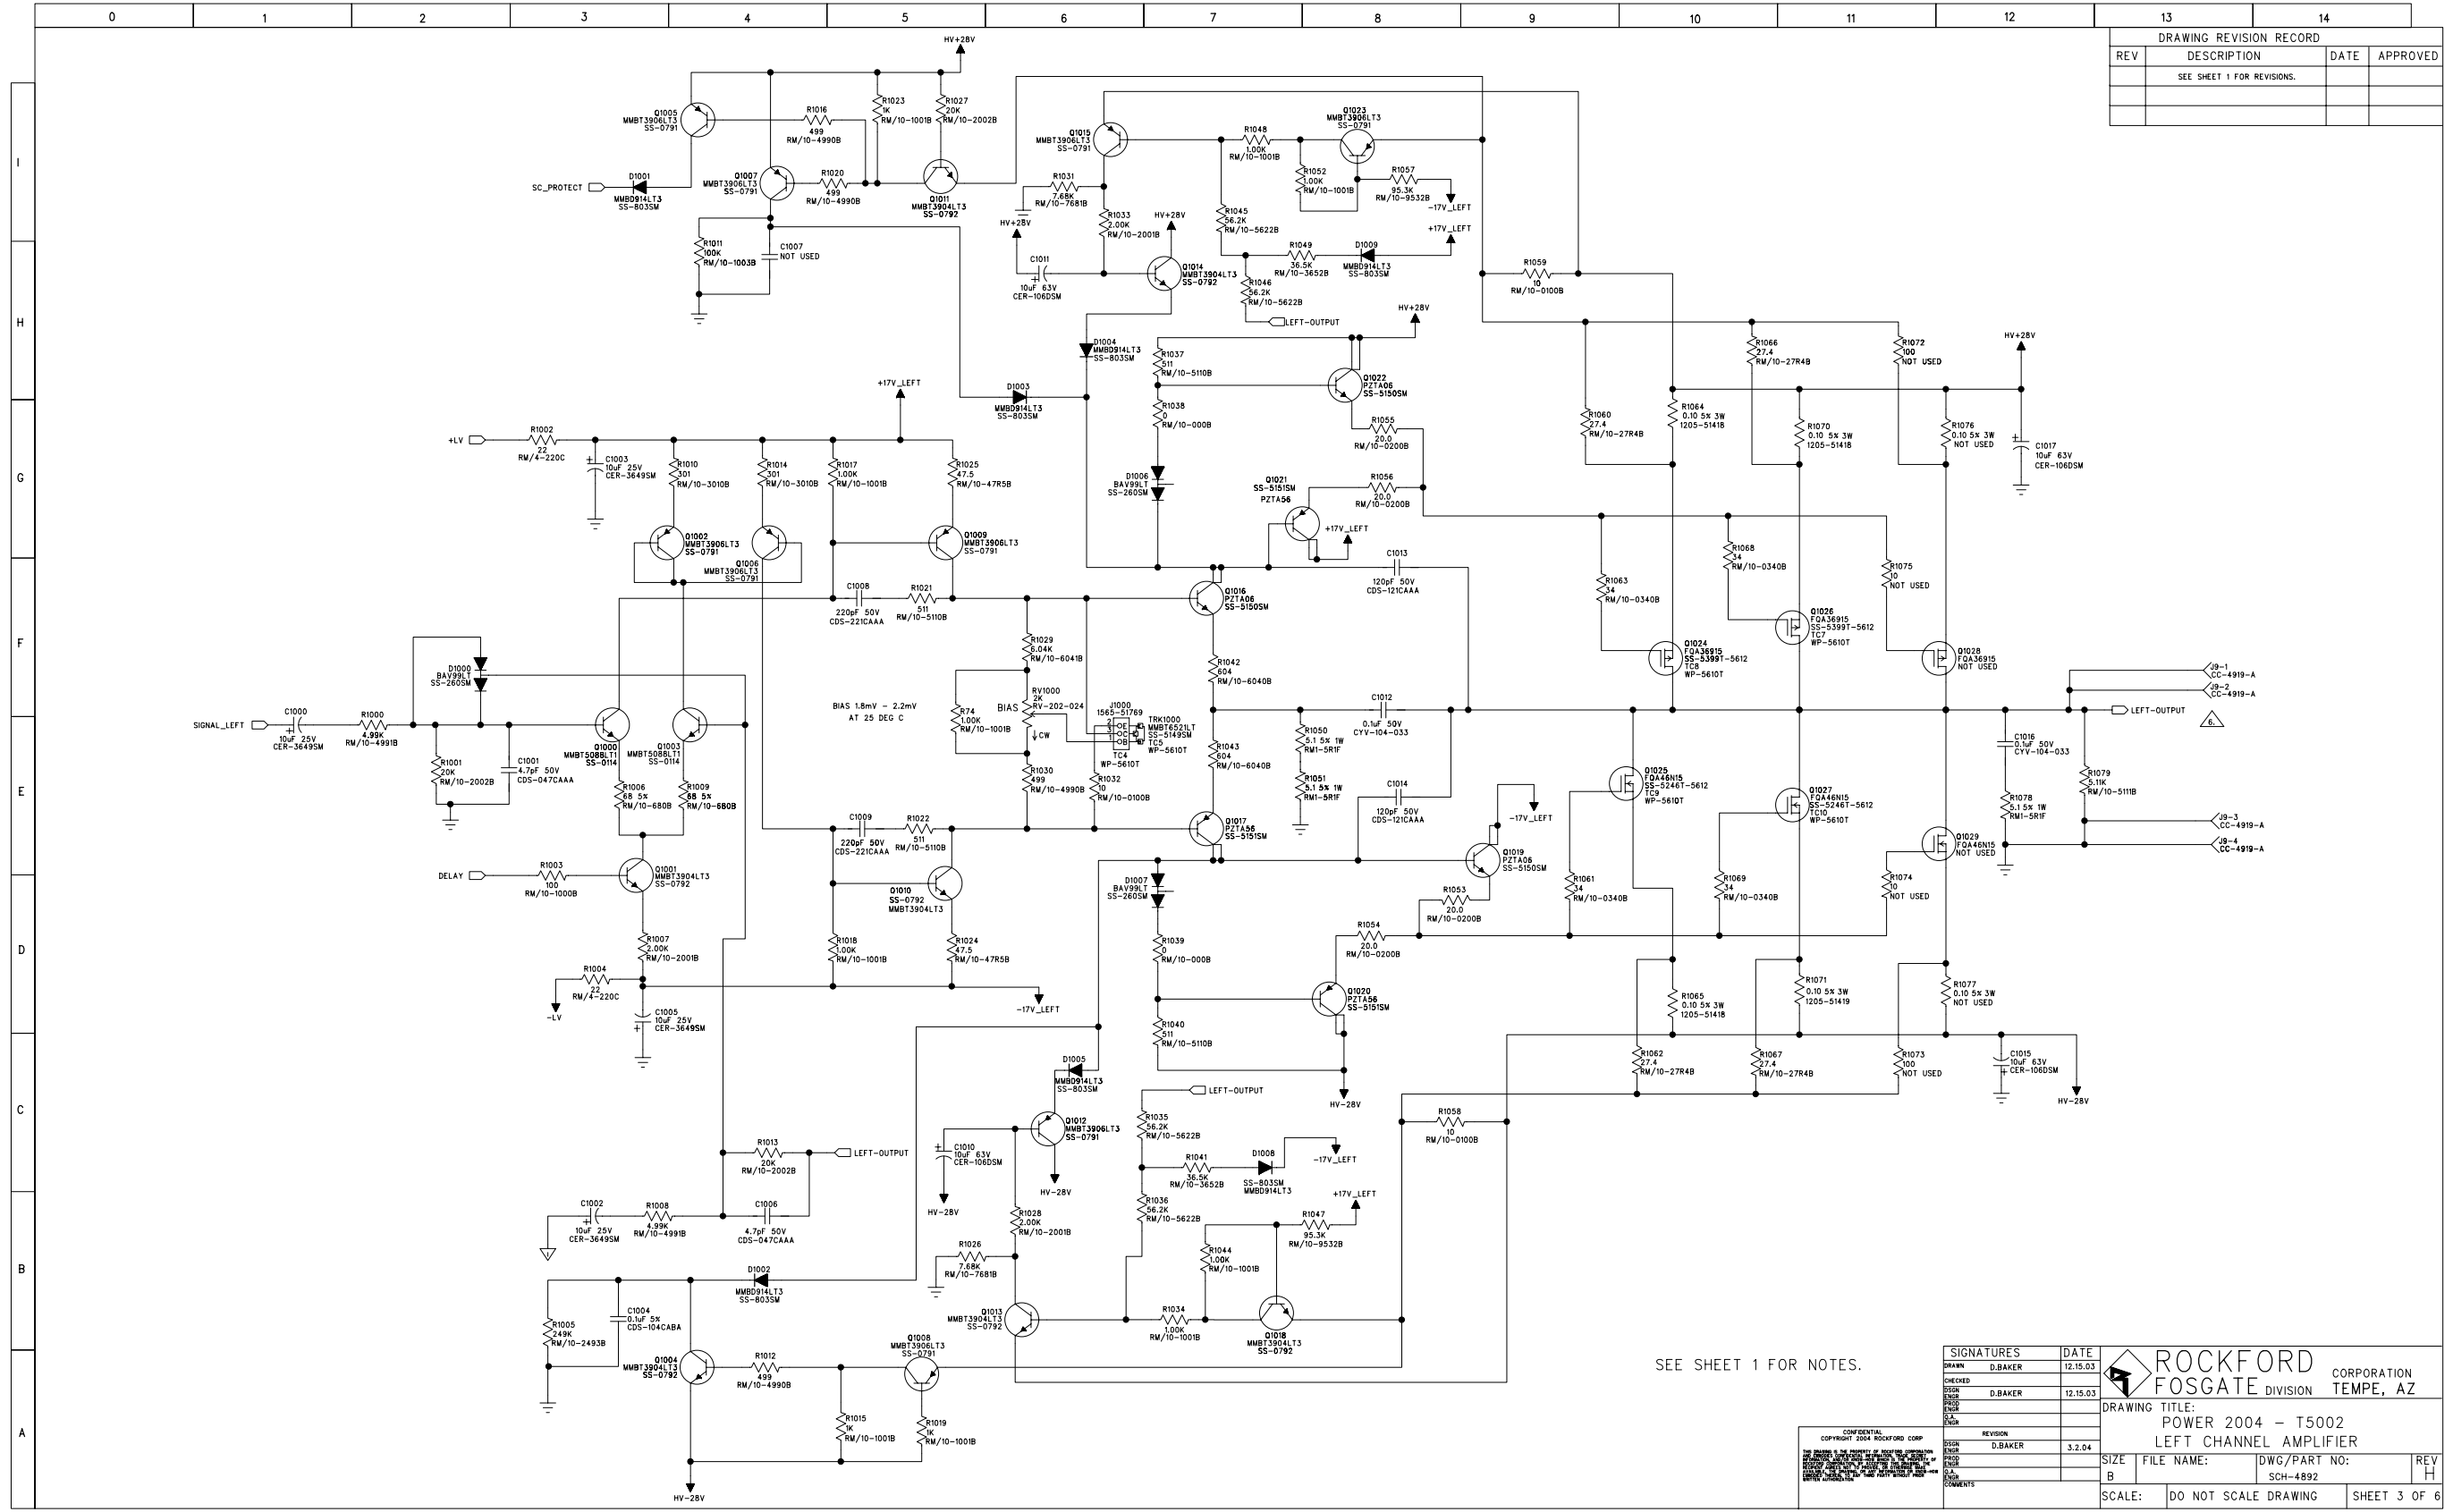 0 1 2 3 4 5 6 7 8 9 10 11 12 13 14
DRAWING REVISION RECORD
REV DESCRIPTION DATE APPROVED
SEE SHEET 1 FOR REVISIONS.
I
H
G
F
E
D
C
B
A
HV+28V
Q1005
MMBT3906LT3
SS-0791
R1016
499
RM/10-4990B
R1023
1K
RM/10-1001B
R1027
20K
RM/10-2002B
SC_PROTECT
D1001
MMBD914LT3
SS-803SM
Q1007
MMBT3906LT3
SS-0791
R1020
499
RM/10-4990B
Q1011
MMBT3904LT3
SS-0792
R1011
100K
RM/10-1003B
C1007
NOT USED
Q1015
MMBT3906LT3
SS-0791
R1048
1.00K
RM/10-1001B
Q1023
MMBT3906LT3
SS-0791
R1052
1.00K
RM/10-1001B
R1057
95.3K
RM/10-9532B
-17V_LEFT
R1031
7.68K
RM/10-7681B
R1033
2.00K
RM/10-2001B
HV+28V
HV+28V
R1045
56.2K
RM/10-5622B
+17V_LEFT
R1049
36.5K
RM/10-3652B
D1009
MMBD914LT3
SS-803SM
C1011
10uF 63V
CER-106DSM
Q1014
MMBT3904LT3
SS-0792
R1046
56.2K
RM/10-5622B
LEFT-OUTPUT
R1059
10
RM/10-0100B
HV+28V
D1004
MMBD914LT3
SS-803SM
R1037
511
RM/10-5110B
Q1022
PZTA06
SS-5150SM
R1066
27.4
RM/10-27R4B
R1072
100
NOT USED
HV+28V
D1003
MMBD914LT3
SS-803SM
R1038
0
RM/10-000B
R1055
20.0
RM/10-0200B
R1060
27.4
RM/10-27R4B
R1064
0.10 5% 3W
1205-51418
R1070
0.10 5% 3W
1205-51418
R1076
0.10 5% 3W
NOT USED
C1017
10uF 63V
CER-106DSM
+17V_LEFT
+LV
R1002
22
RM/4-220C
C1003
10uF 25V
CER-3649SM
R1010
301
RM/10-3010B
R1014
301
RM/10-3010B
R1017
1.00K
RM/10-1001B
R1025
47.5
RM/10-47R5B
D1006
BAV99LT
SS-260SM
Q1021
SS-5151SM
PZTA56
R1056
20.0
RM/10-0200B
+17V_LEFT
Q1002
MMBT3906LT3
SS-0791
Q1006
MMBT3906LT3
SS-0791
Q1009
MMBT3906LT3
SS-0791
C1008
220pF 50V
CDS-221CAAA
R1021
511
RM/10-5110B
Q1016
PZTA06
SS-5150SM
C1013
120pF 50V
CDS-121CAAA
R1063
34
RM/10-0340B
R1068
34
RM/10-0340B
R1075
10
NOT USED
Q1026
FQA36915
SS-5399T-5612
TC7
WP-5610T
Q1024
FQA36915
SS-5399T-5612
TC8
WP-5610T
Q1028
FQA36915
NOT USED
D1000
BAV99LT
SS-260SM
SIGNAL_LEFT
C1000
10uF 25V
CER-3649SM
R1000
4.99K
RM/10-4991B
R1001
20K
RM/10-2002B
C1001
4.7pF 50V
CDS-047CAAA
Q1000
MMBT5088LT1
SS-0114
Q1003
MMBT5088LT1
SS-0114
R1006
68 5%
RM/10-680B
R1009
68 5%
RM/10-680B
BIAS 1.8mV - 2.2mV
AT 25 DEG C
R1029
6.04K
RM/10-6041B
R74
1.00K
RM/10-1001B
BIAS
RV1000
2K
RV-202-024
CW
J1000
1565-51769
2 E
3 C
1 B
TC4
WP-5610T
TRK1000
MMBT6521LT
SS-5149SM
TC5
WP-5610T
R1030
499
RM/10-4990B
R1032
10
RM/10-0100B
R1042
604
RM/10-6040B
R1043
604
RM/10-6040B
C1012
0.1uF 50V
CYV-104-033
R1050
5.1 5% 1W
RM1-5R1F
R1051
5.1 5% 1W
RM1-5R1F
C1014
120pF 50V
CDS-121CAAA
-17V_LEFT
Q1025
FQA46N15
SS-5246T-5612
TC9
WP-5610T
Q1027
FQA46N15
SS-5246T-5612
TC10
WP-5610T
Q1029
FQA46N15
NOT USED
J9-1
CC-4919-A
J9-2
CC-4919-A
LEFT-OUTPUT
6.
C1016
0.1uF 50V
CYV-104-033
R1078
5.1 5% 1W
RM1-5R1F
R1079
5.11K
RM/10-5111B
J9-3
CC-4919-A
J9-4
CC-4919-A
C1009
220pF 50V
CDS-221CAAA
R1022
511
RM/10-5110B
Q1017
PZTA56
SS-5151SM
Q1019
PZTA06
SS-5150SM
DELAY
R1003
100
RM/10-1000B
Q1001
MMBT3904LT3
SS-0792
Q1010
SS-0792
MMBT3904LT3
D1007
BAV99LT
SS-260SM
R1053
20.0
RM/10-0200B
R1061
34
RM/10-0340B
R1069
34
RM/10-0340B
R1074
10
NOT USED
R1007
2.00K
RM/10-2001B
R1018
1.00K
RM/10-1001B
R1024
47.5
RM/10-47R5B
R1039
0
RM/10-000B
R1054
20.0
RM/10-0200B
R1004
22
RM/4-220C
-LV
C1005
10uF 25V
CER-3649SM
-17V_LEFT
Q1020
PZTA56
SS-5151SM
R1065
0.10 5% 3W
1205-51418
R1071
0.10 5% 3W
1205-51419
R1077
0.10 5% 3W
NOT USED
R1040
511
RM/10-5110B
HV-28V
D1005
MMBD914LT3
SS-803SM
R1062
27.4
RM/10-27R4B
R1067
27.4
RM/10-27R4B
R1073
100
NOT USED
C1015
10uF 63V
CER-106DSM
HV-28V
LEFT-OUTPUT
Q1012
MMBT3906LT3
SS-0791
R1035
56.2K
RM/10-5622B
R1058
10
RM/10-0100B
R1013
20K
RM/10-2002B
LEFT-OUTPUT
C1010
10uF 63V
CER-106DSM
HV-28V
HV-28V
R1041
36.5K
RM/10-3652B
D1008
SS-803SM
MMBD914LT3
-17V_LEFT
+17V_LEFT
C1002
10uF 25V
CER-3649SM
R1008
4.99K
RM/10-4991B
C1006
4.7pF 50V
CDS-047CAAA
R1028
2.00K
RM/10-2001B
R1036
56.2K
RM/10-5622B
R1047
95.3K
RM/10-9532B
R1026
7.68K
RM/10-7681B
R1044
1.00K
RM/10-1001B
D1002
MMBD914LT3
SS-803SM
R1005
249K
RM/10-2493B
C1004
0.1uF 5%
CDS-104CABA
Q1013
MMBT3904LT3
SS-0792
R1034
1.00K
RM/10-1001B
Q1018
MMBT3904LT3
SS-0792
Q1004
MMBT3904LT3
SS-0792
R1012
499
RM/10-4990B
Q1008
MMBT3906LT3
SS-0791
R1015
1K
RM/10-1001B
R1019
1K
RM/10-1001B
HV-28V
SEE SHEET 1 FOR NOTES.
CONFIDENTIAL
COPYRIGHT 2004 ROCKFORD CORP
SIGNATURES DATE
DRAWN D.BAKER 12.15.03
CHECKED
DSGN ENGR D.BAKER 12.15.03
PROD ENGR
Q.A. ENGR
REVISION
DSGN ENGR D.BAKER 3.2.04
PROD ENGR
Q.A. ENGR
COMMENTS
ROCKFORD
FOSGATE DIVISION
CORPORATION
TEMPE, AZ
DRAWING TITLE:
POWER 2004 - T5002
LEFT CHANNEL AMPLIFIER
SIZE
B
FILE NAME:
DWG/PART NO:
SCH-4892
REV
H
SCALE: DO NOT SCALE DRAWING SHEET 3 OF 6